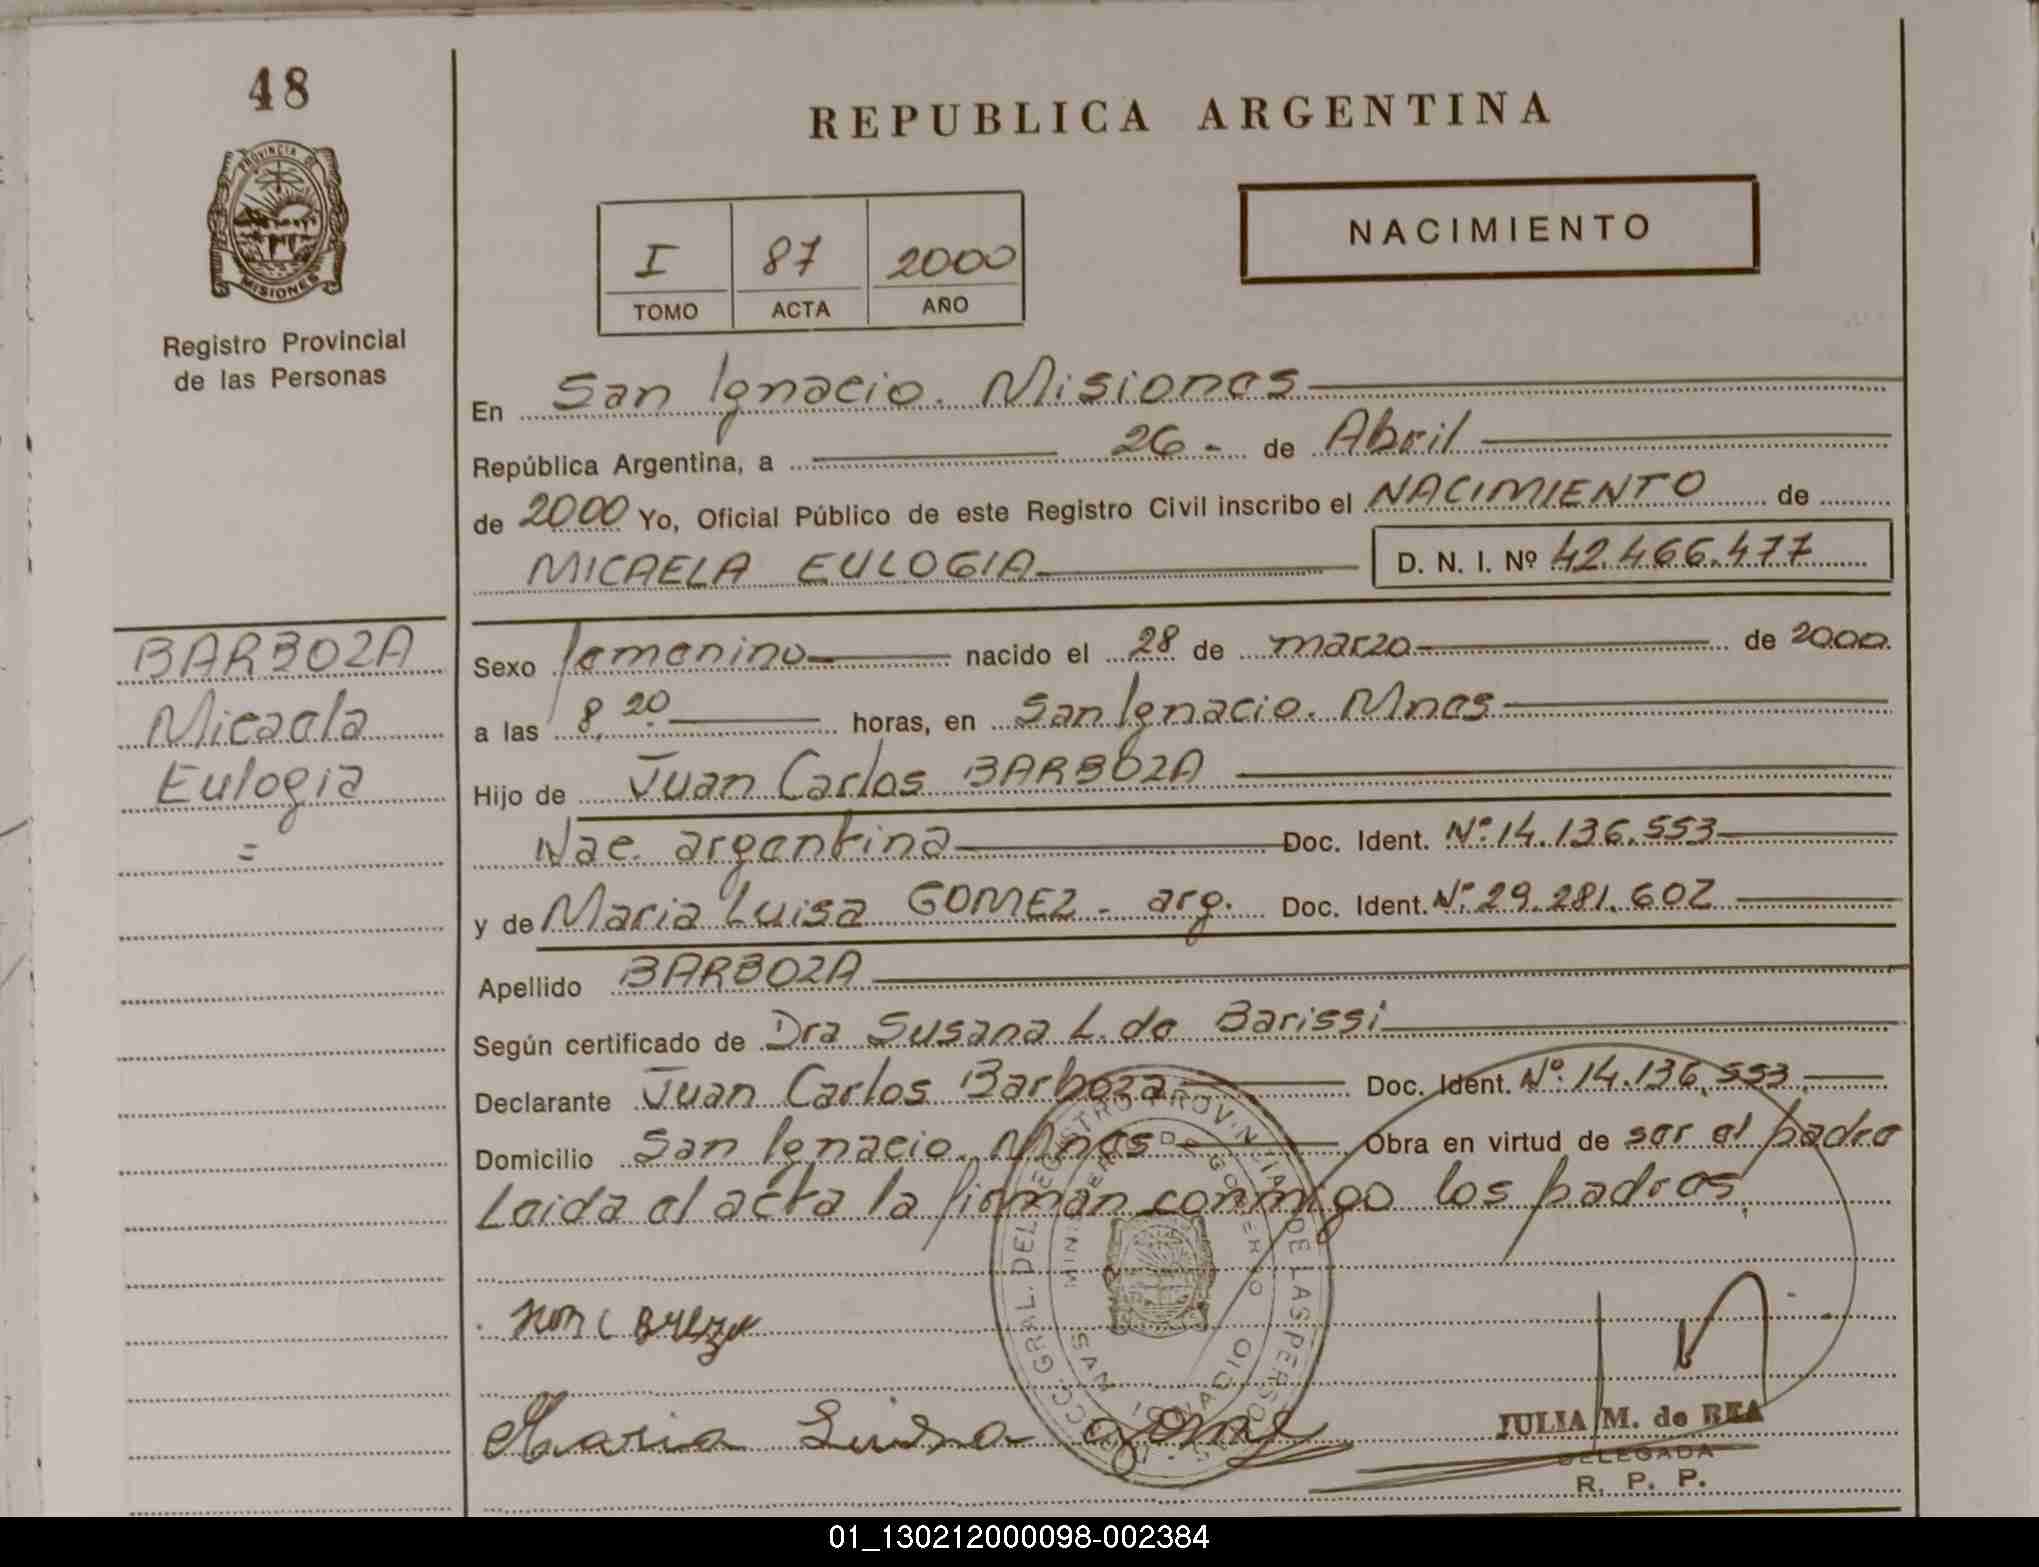 48
REPUBLICA ARGENTINA
PROVINCIA DE
MISIONES
Registro Provincial
de las Personas
I 87 2000
TOMO ACTA AÑO
NACIMIENTO
En San Ignacio. Misiones
República Argentina, a 26 - de Abril
de 2000 Yo, Oficial Público de este Registro Civil inscribo el NACIMIENTO de
MICAELA EULOGIA D. N. I. Nº 42.466.477
BARBOZA
Micaela
Eulogia
=
Sexo femenino nacido el 28 de marzo de 2000.
a las 8,20 horas, en San Ignacio. Mnes
Hijo de Juan Carlos BARBOZA
Nac. argentina Doc. Ident. Nº 14.136.553
y de Maria Luisa GOMEZ - arg. Doc. Ident. Nº 29.281.602
Apellido BARBOZA
Según certificado de Dra Susana L. de Barissi
Declarante Juan Carlos Barboza Doc. Ident. Nº 14.136.553
Domicilio San Ignacio. Mnes Obra en virtud de ser el padre
Leida el acta la firman conmigo los padres,
Maria Luisa Gomez
JULIA M. de REA
DELEGADA
R. P. P.
01_130212000098-002384